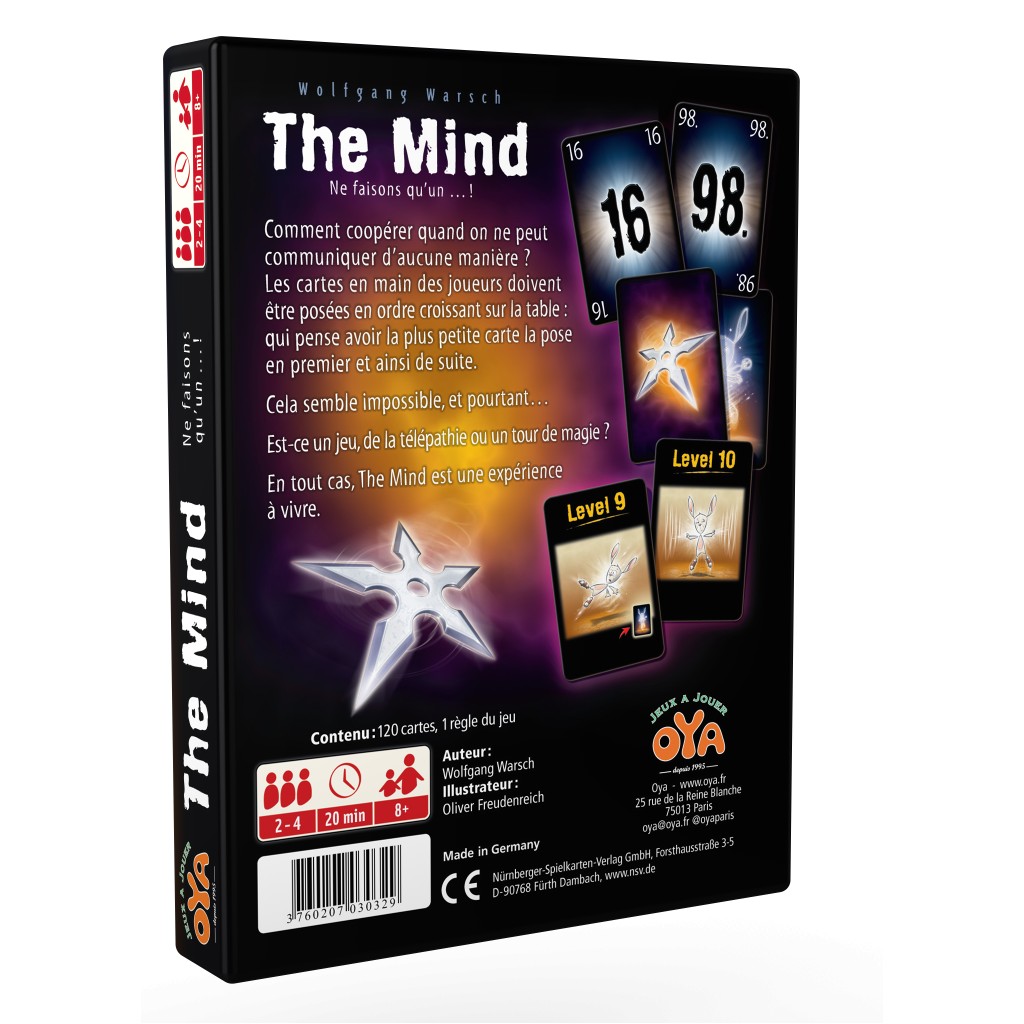 Wolfgang Warsch
The Mind
Ne faisons qu'un ...!
Comment coopérer quand on ne peut
communiquer d'aucune manière ?
Les cartes en main des joueurs doivent
être posées en ordre croissant sur la table :
qui pense avoir la plus petite carte la pose
en premier et ainsi de suite.
Cela semble impossible, et pourtant...
Est-ce un jeu, de la télépathie ou un tour de magie ?
En tout cas, The Mind est une expérience
à vivre.
16
16
16
16
98.
98.
98.
98.
Level 9
Level 10
Contenu : 120 cartes, 1 règle du jeu
2 - 4
20 min
8+
Auteur :
Wolfgang Warsch
Illustrateur :
Oliver Freudenreich
JEUX A JOUER
OYA
depuis 1995
Oya - www.oya.fr
25 rue de la Reine Blanche
75013 Paris
oya@oya.fr @oyaparis
Made in Germany
CE
Nürnberger-Spielkarten-Verlag GmbH, Forsthausstraße 3-5
D-90768 Fürth Dambach, www.nsv.de
3 760207 030329
2 - 4
20 min
8+
Ne faisons
qu'un ...!
The Mind
JEUX A JOUER
OYA
depuis 1995